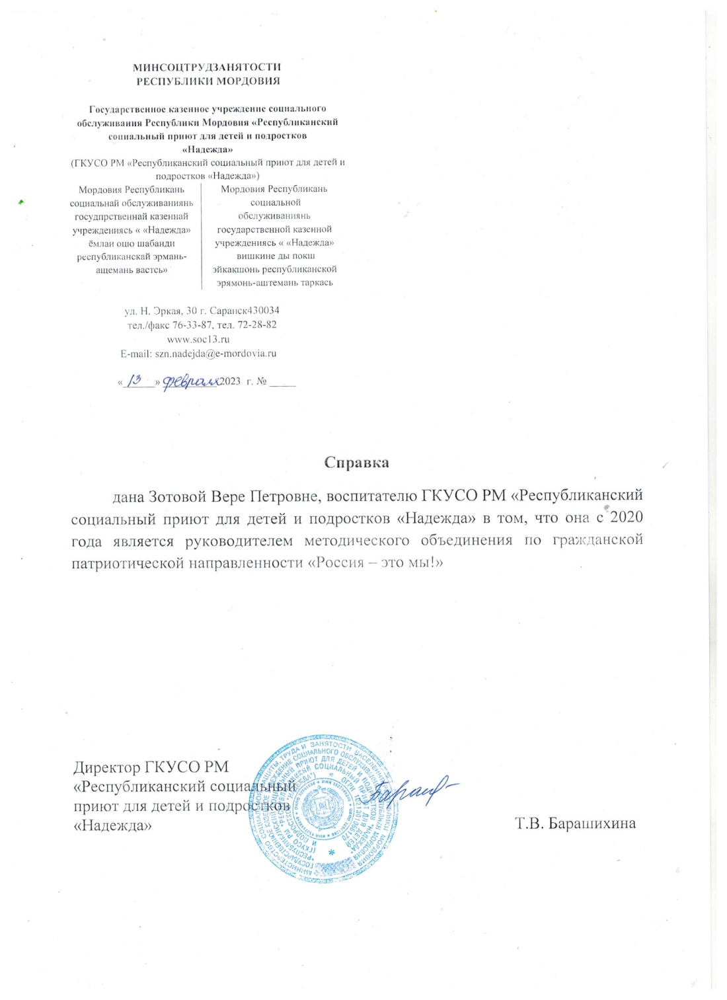 МИНСОЦТРУДЗАНЯТОСТИ
РЕСПУБЛИКИ МОРДОВИЯ
Государственное казенное учреждение социального
обслуживания Республики Мордовия «Республиканский
социальный приют для детей и подростков
«Надежда»
(ГКУСО РМ «Республиканский социальный приют для детей и
подростков «Надежда»)
Мордовия Республикань
социальнай обслуживаниянь
госудпрственнай казеннай
учреждениясь « «Надежда»
ёмлаи ошо шабанди
республиканскай эрмань-
ащемань вастсь»
Мордовия Республикань
социальной
обслуживаниянь
государственной казенной
учреждениясь « «Надежда»
вишкине ды покш
эйкакшонь республиканской
эрямонь-аштемань таркась
ул. Н. Эркая, 30 г. Саранск430034
тел./факс 76-33-87, тел. 72-28-82
www.soc13.ru
E-mail: szn.nadejda@e-mordovia.ru
«13» февраля 2023 г. № _____
Справка
дана Зотовой Вере Петровне, воспитателю ГКУСО РМ «Республиканский
социальный приют для детей и подростков «Надежда» в том, что она с 2020
года является руководителем методического объединения по гражданской
патриотической направленности «Россия – это мы!»
Директор ГКУСО РМ
«Республиканский социальный
приют для детей и подростков
«Надежда»
Т.В. Барашихина